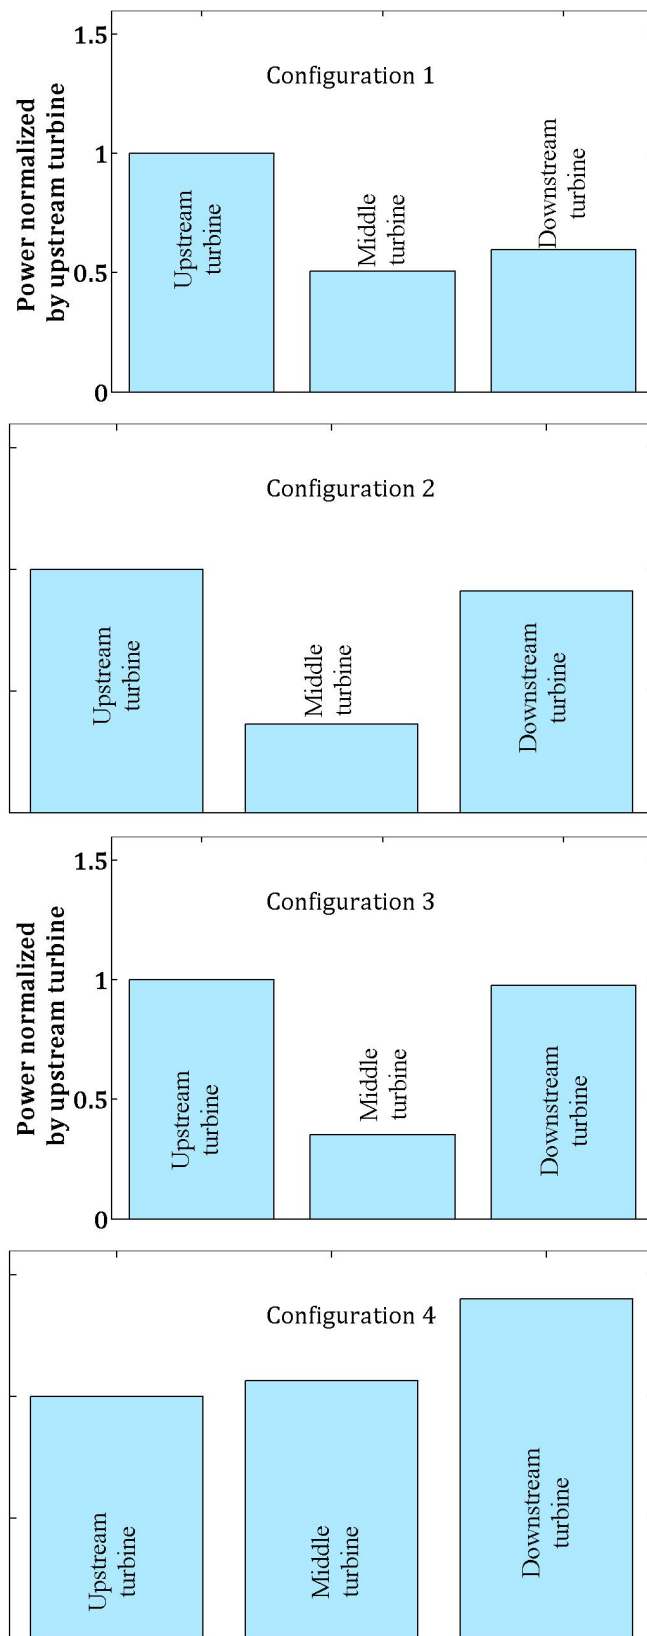 1.5
Configuration 1
Power normalized
by upstream turbine
1
Upstream
turbine
Middle
turbine
Downstream
turbine
0.5
0
Configuration 2
Upstream
turbine
Middle
turbine
Downstream
turbine
1.5
Configuration 3
Power normalized
by upstream turbine
1
Upstream
turbine
Middle
turbine
Downstream
turbine
0.5
0
Configuration 4
Upstream
turbine
Middle
turbine
Downstream
turbine